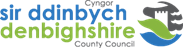 Cyngor
sir ddinbych
denbighshire
County Council